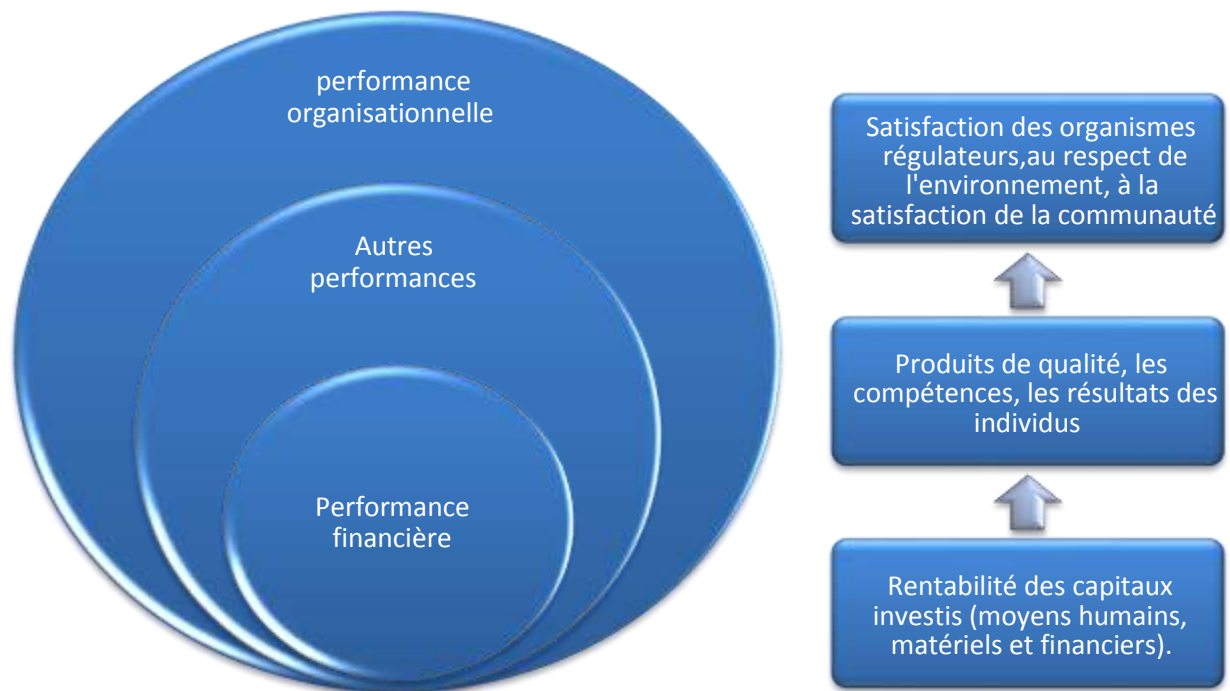 performance
organisationnelle
Autres
performances
Performance
financière
Satisfaction des organismes
régulateurs,au respect de
l'environnement, à la
satisfaction de la communauté
Produits de qualité, les
compétences, les résultats des
individus
Rentabilité des capitaux
investis (moyens humains,
matériels et financiers).